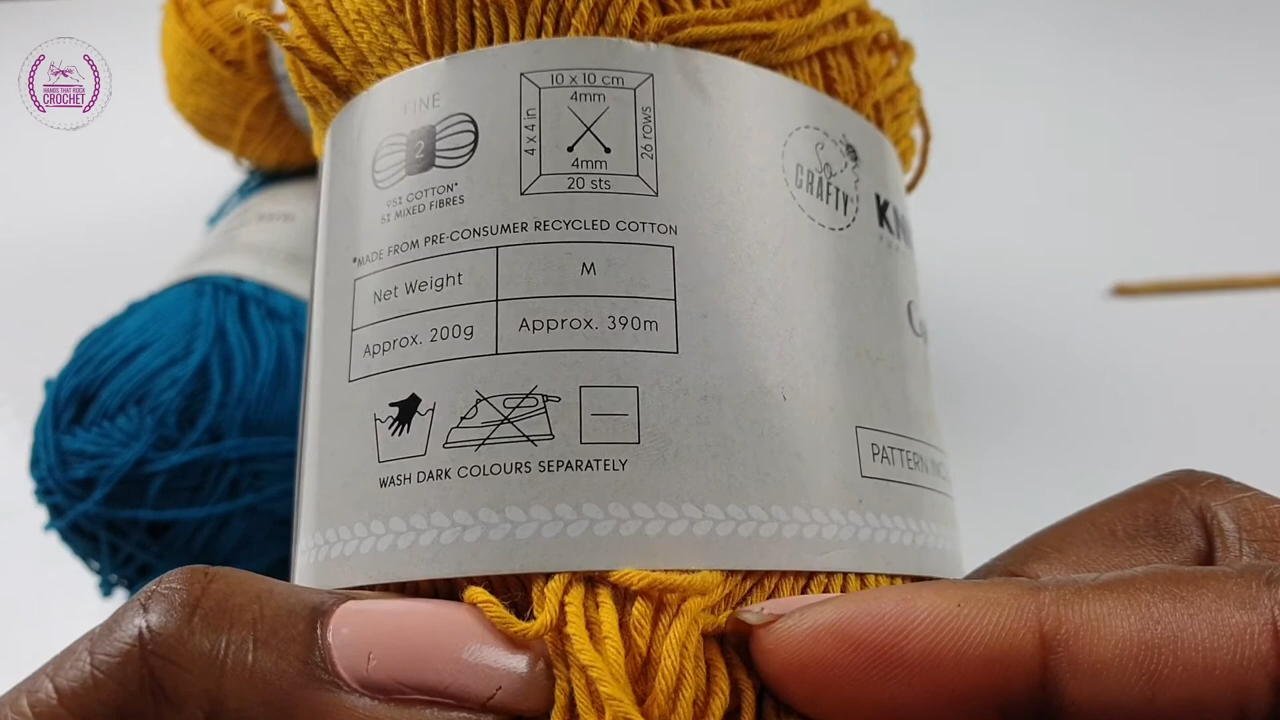 HANDS THAT ROCK
CROCHET
FINE
2
95% COTTON*
5% MIXED FIBRES
10 x 10 cm
4 x 4 in
4mm
4mm
26 rows
20 sts
*MADE FROM PRE-CONSUMER RECYCLED COTTON
Net Weight M
Approx. 200g Approx. 390m
WASH DARK COLOURS SEPARATELY
So
CRAFTY
PATTERN